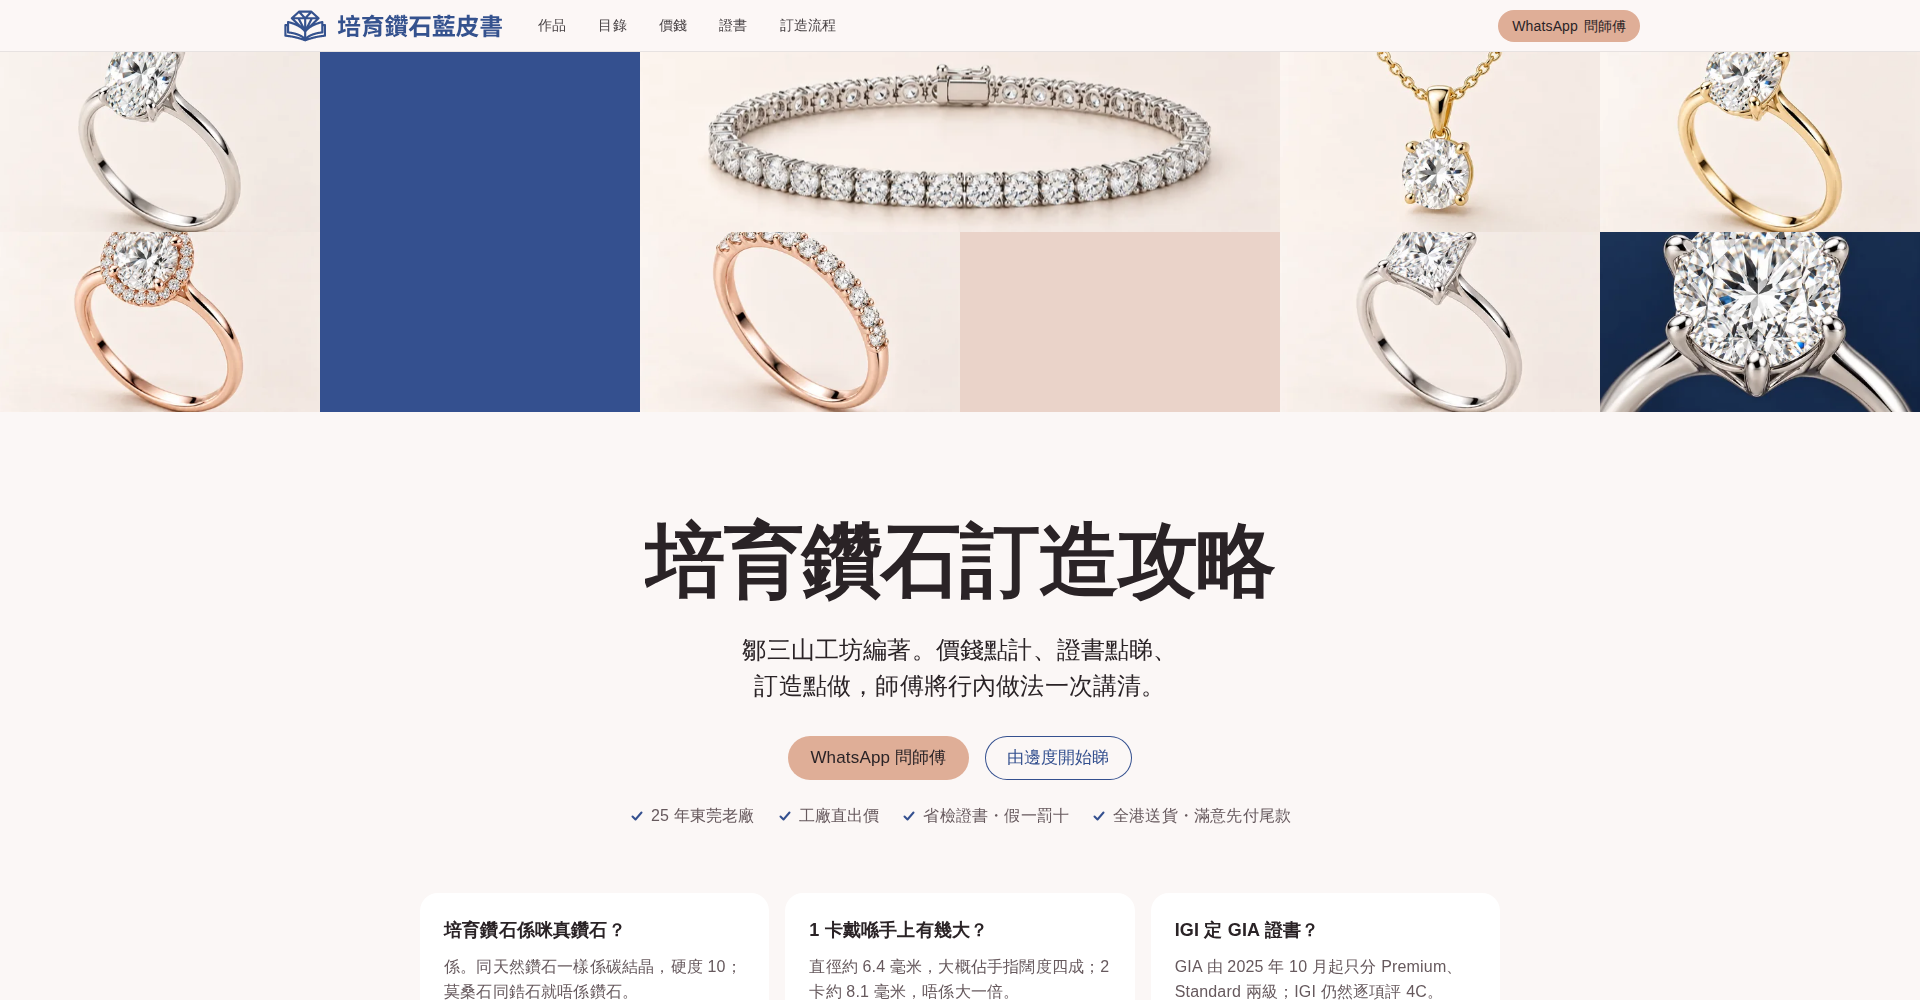 培育鑽石藍皮書
作品
目錄
價錢
證書
訂造流程
WhatsApp 問師傅
培育鑽石訂造攻略
鄒三山工坊編著。價錢點計、證書點睇、
訂造點做，師傅將行內做法一次講清。
WhatsApp 問師傅
由邊度開始睇
25 年東莞老廠
工廠直出價
省檢證書・假一罰十
全港送貨・滿意先付尾款
培育鑽石係咪真鑽石？
係。同天然鑽石一樣係碳結晶，硬度 10；
莫桑石同鋯石就唔係鑽石。
1 卡戴喺手上有幾大？
直徑約 6.4 毫米，大概佔手指闊度四成；2
卡約 8.1 毫米，唔係大一倍。
IGI 定 GIA 證書？
GIA 由 2025 年 10 月起只分 Premium、
Standard 兩級；IGI 仍然逐項評 4C。